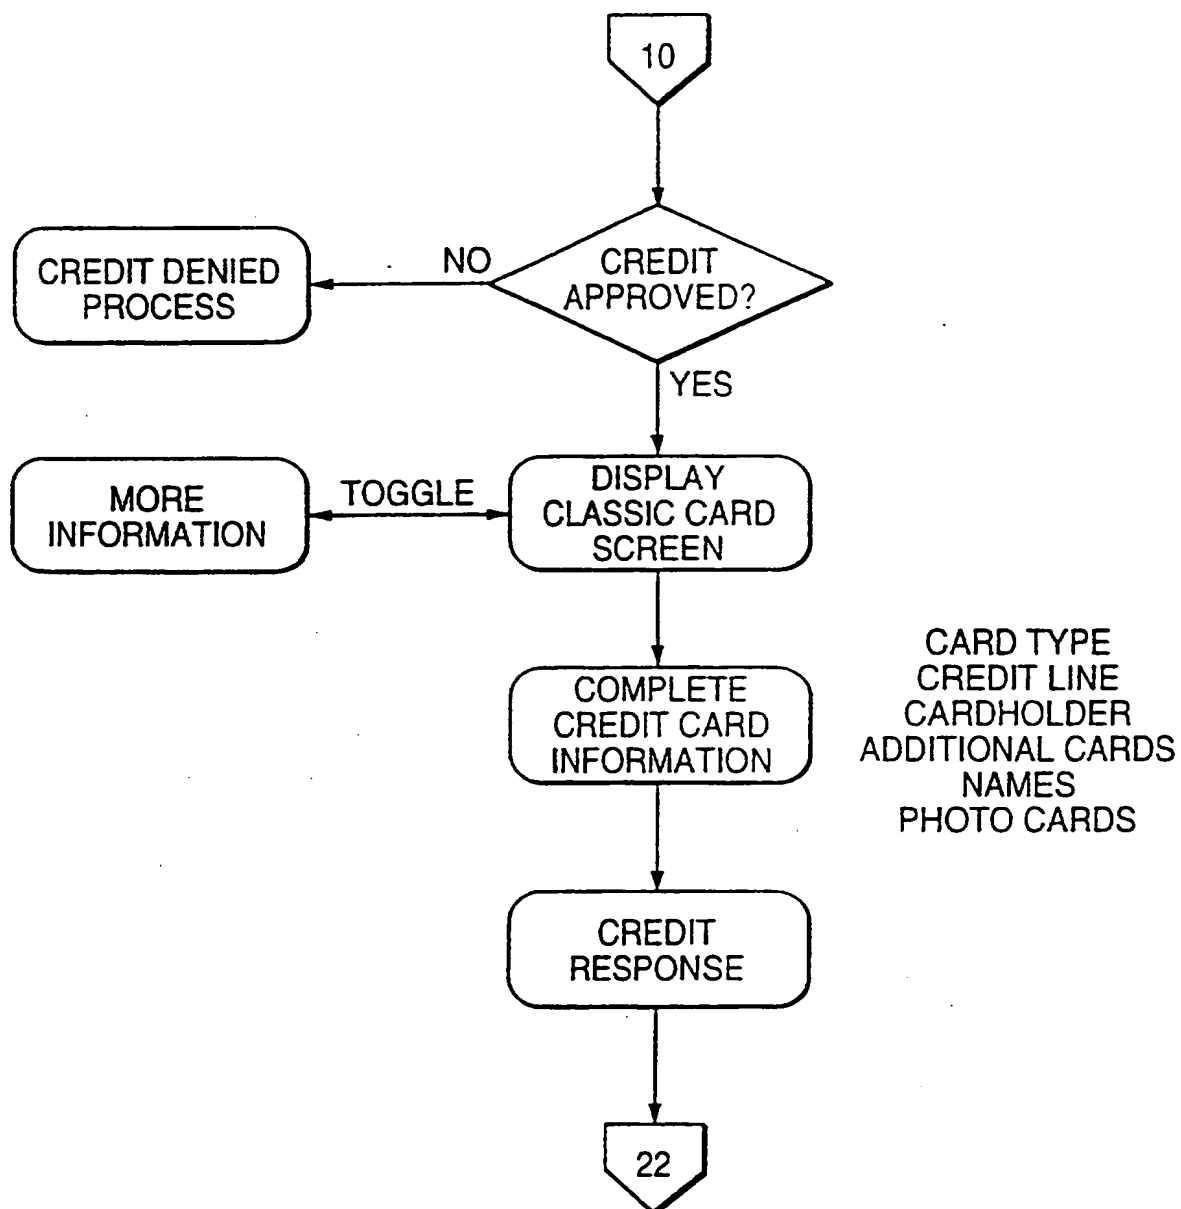 10
CREDIT
APPROVED?
NO
CREDIT DENIED
PROCESS
YES
DISPLAY
CLASSIC CARD
SCREEN
TOGGLE
MORE
INFORMATION
COMPLETE
CREDIT CARD
INFORMATION
CARD TYPE
CREDIT LINE
CARDHOLDER
ADDITIONAL CARDS
NAMES
PHOTO CARDS
CREDIT
RESPONSE
22